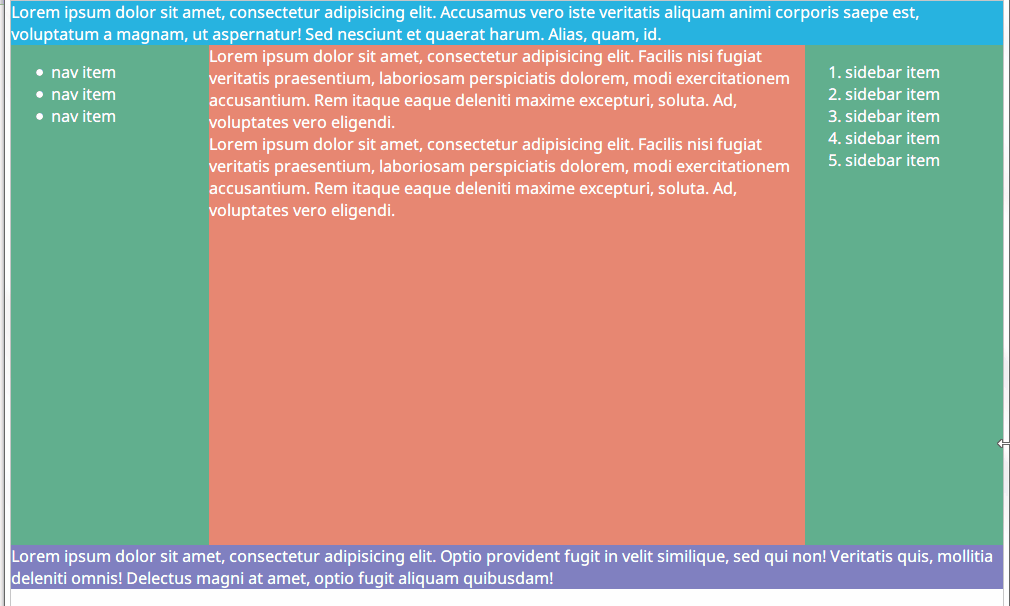 Lorem ipsum dolor sit amet, consectetur adipisicing elit. Accusamus vero iste veritatis aliquam animi corporis saepe est,
voluptatum a magnam, ut aspernatur! Sed nesciunt et quaerat harum. Alias, quam, id.
• nav item
• nav item
• nav item
Lorem ipsum dolor sit amet, consectetur adipisicing elit. Facilis nisi fugiat
veritatis praesentium, laboriosam perspiciatis dolorem, modi exercitationem
accusantium. Rem itaque eaque deleniti maxime excepturi, soluta. Ad,
voluptates vero eligendi.
Lorem ipsum dolor sit amet, consectetur adipisicing elit. Facilis nisi fugiat
veritatis praesentium, laboriosam perspiciatis dolorem, modi exercitationem
accusantium. Rem itaque eaque deleniti maxime excepturi, soluta. Ad,
voluptates vero eligendi.
1. sidebar item
2. sidebar item
3. sidebar item
4. sidebar item
5. sidebar item
Lorem ipsum dolor sit amet, consectetur adipisicing elit. Optio provident fugit in velit similique, sed qui non! Veritatis quis, mollitia
deleniti omnis! Delectus magni at amet, optio fugit aliquam quibusdam!